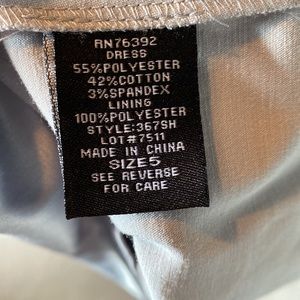 RN76392
DRESS
55%POLYESTER
42%COTTON
3%SPANDEX
LINING
100%POLYESTER
STYLE:367SH
LOT#7511
MADE IN CHINA
SIZE5
SEE REVERSE
FOR CARE